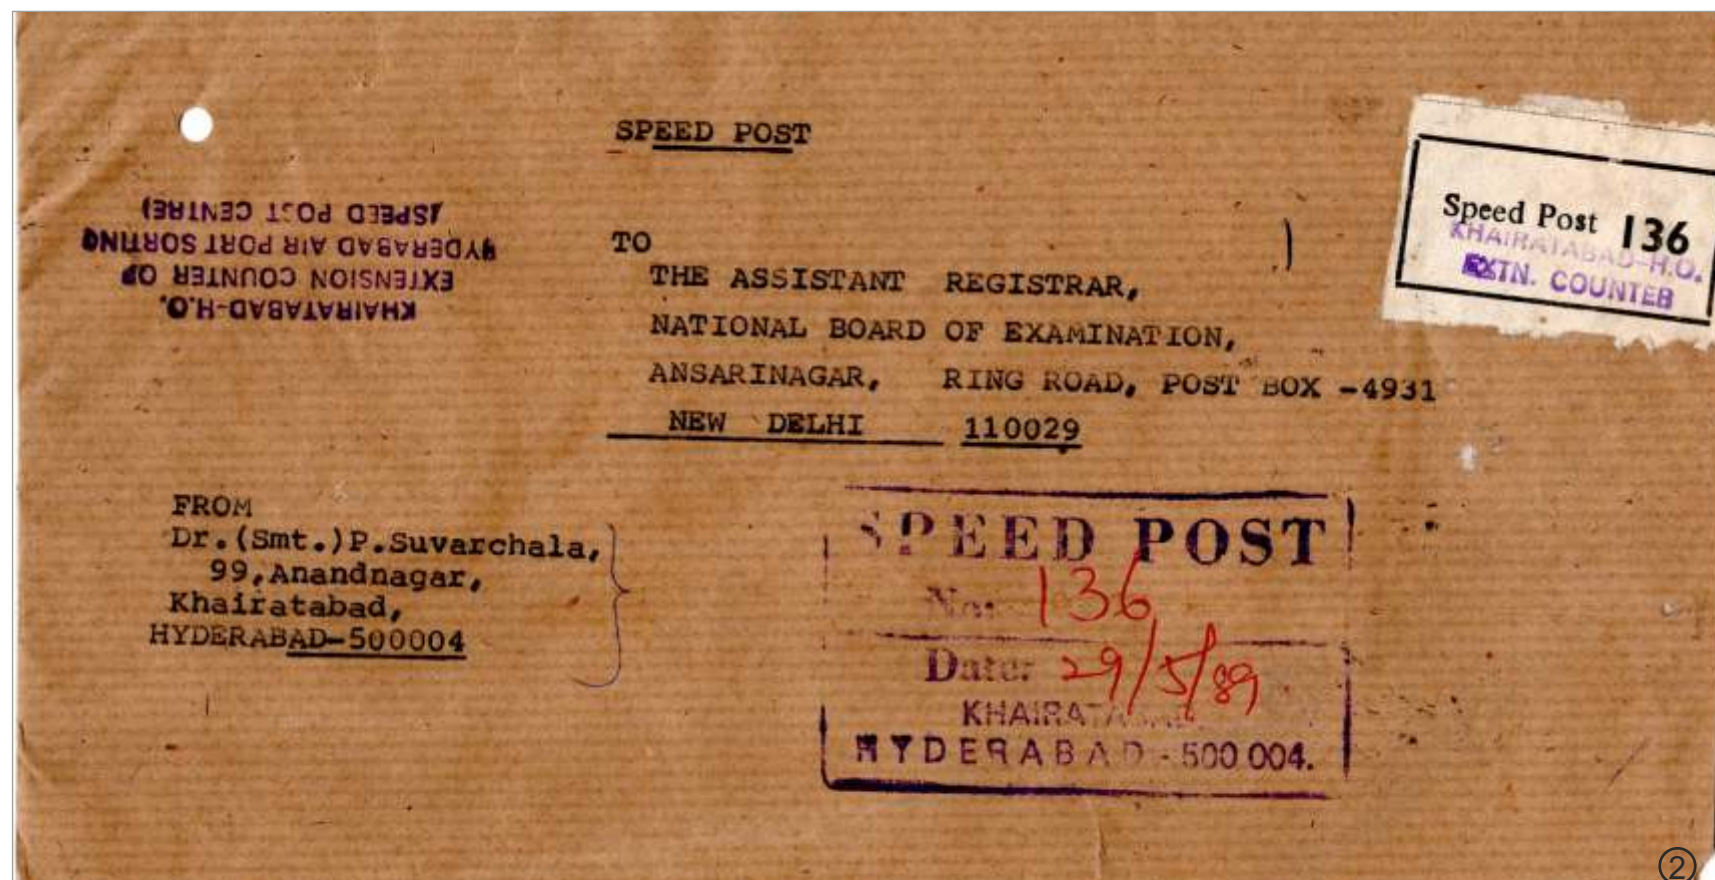 SPEED POST
KHAIRATABAD-H.O.
EXTENSION COUNTER OF
HYDERABAD AIR PORT SORTING
(SPEED POST CENTRE)
Speed Post 136
KHAIRATABAD-H.O.
EXTN. COUNTER
TO
THE ASSISTANT REGISTRAR,
NATIONAL BOARD OF EXAMINATION,
ANSARINAGAR, RING ROAD, POST BOX -4931
NEW DELHI 110029
FROM
Dr.(Smt.)P.Suvarchala,
99,Anandnagar,
Khairatabad,
HYDERABAD-500004
SPEED POST
No: 136
Date: 29/5/89
HYDERABAD-500 004.
2